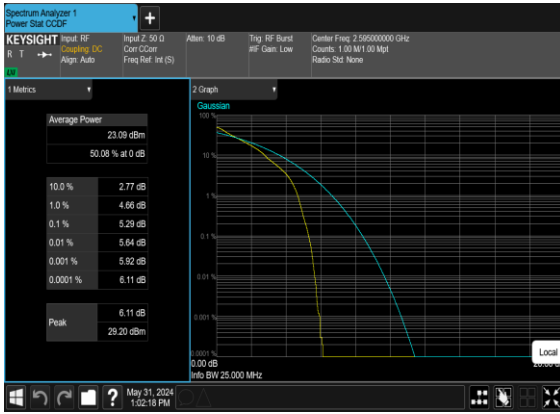 Spectrum Analyzer 1
Power Stat CCDF
KEYSIGHT
R T
Input: RF
Coupling: DC
Align: Auto
Input Z: 50 Ω
Corr CCorr
Freq Ref: Int (S)
Atten: 10 dB
Trig: RF Burst
#IF Gain: Low
Center Freq: 2.595000000 GHz
Counts: 1.00 M/1.00 Mpt
Radio Std: None
1 Metrics
Average Power
23.09 dBm
50.08 % at 0 dB
10.0 % 2.77 dB
1.0 % 4.66 dB
0.1 % 5.29 dB
0.01 % 5.64 dB
0.001 % 5.92 dB
0.0001 % 6.11 dB
Peak
6.11 dB
29.20 dBm
2 Graph
Gaussian
100 %
10 %
1 %
0.1 %
0.01 %
0.001 %
0.0001 %
0.00 dB
Info BW 25.000 MHz
Local
May 31, 2024
1:02:18 PM